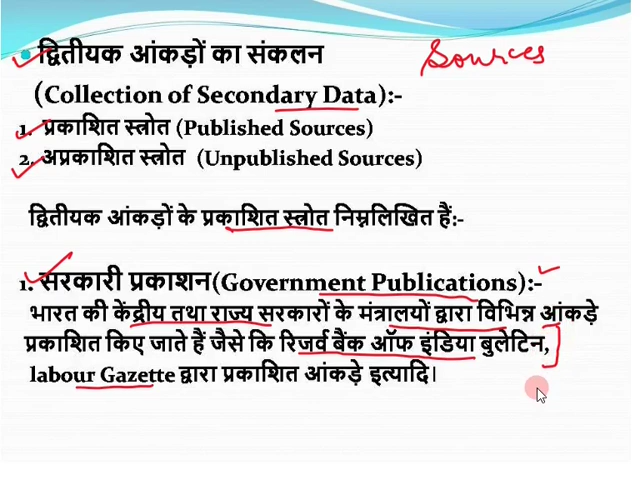 द्वितीयक आंकड़ों का संकलन Sources
(Collection of Secondary Data):-
1. प्रकाशित स्त्रोत (Published Sources)
2. अप्रकाशित स्त्रोत (Unpublished Sources)
द्वितीयक आंकड़ों के प्रकाशित स्त्रोत निम्नलिखित हैं:-
1. सरकारी प्रकाशन(Government Publications):-
भारत की केंद्रीय तथा राज्य सरकारों के मंत्रालयों द्वारा विभिन्न आंकड़े
प्रकाशित किए जाते हैं जैसे कि रिजर्व बैंक ऑफ इंडिया बुलेटिन,
labour Gazette द्वारा प्रकाशित आंकड़े इत्यादि।